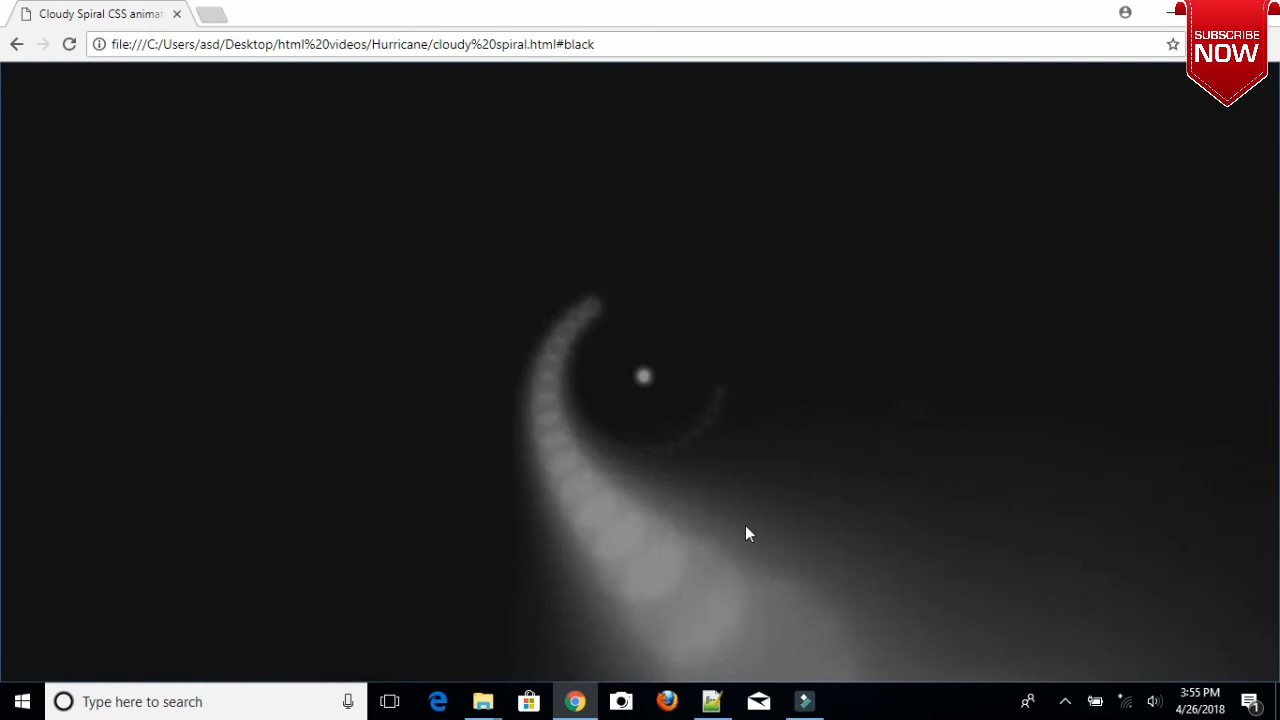 Cloudy Spiral CSS animat
SUBSCRIBE
NOW
file:///C:/Users/asd/Desktop/html%20videos/Hurricane/cloudy%20spiral.html#black
Type here to search
3:55 PM
4/26/2018
1